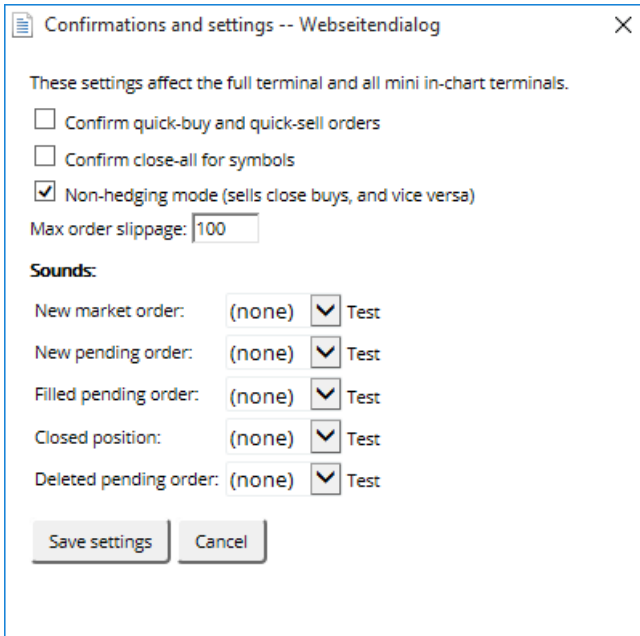 Confirmations and settings -- Webseitendialog
These settings affect the full terminal and all mini in-chart terminals.
Confirm quick-buy and quick-sell orders
Confirm close-all for symbols
Non-hedging mode (sells close buys, and vice versa)
Max order slippage: 100
Sounds:
New market order: (none) Test
New pending order: (none) Test
Filled pending order: (none) Test
Closed position: (none) Test
Deleted pending order: (none) Test
Save settings Cancel